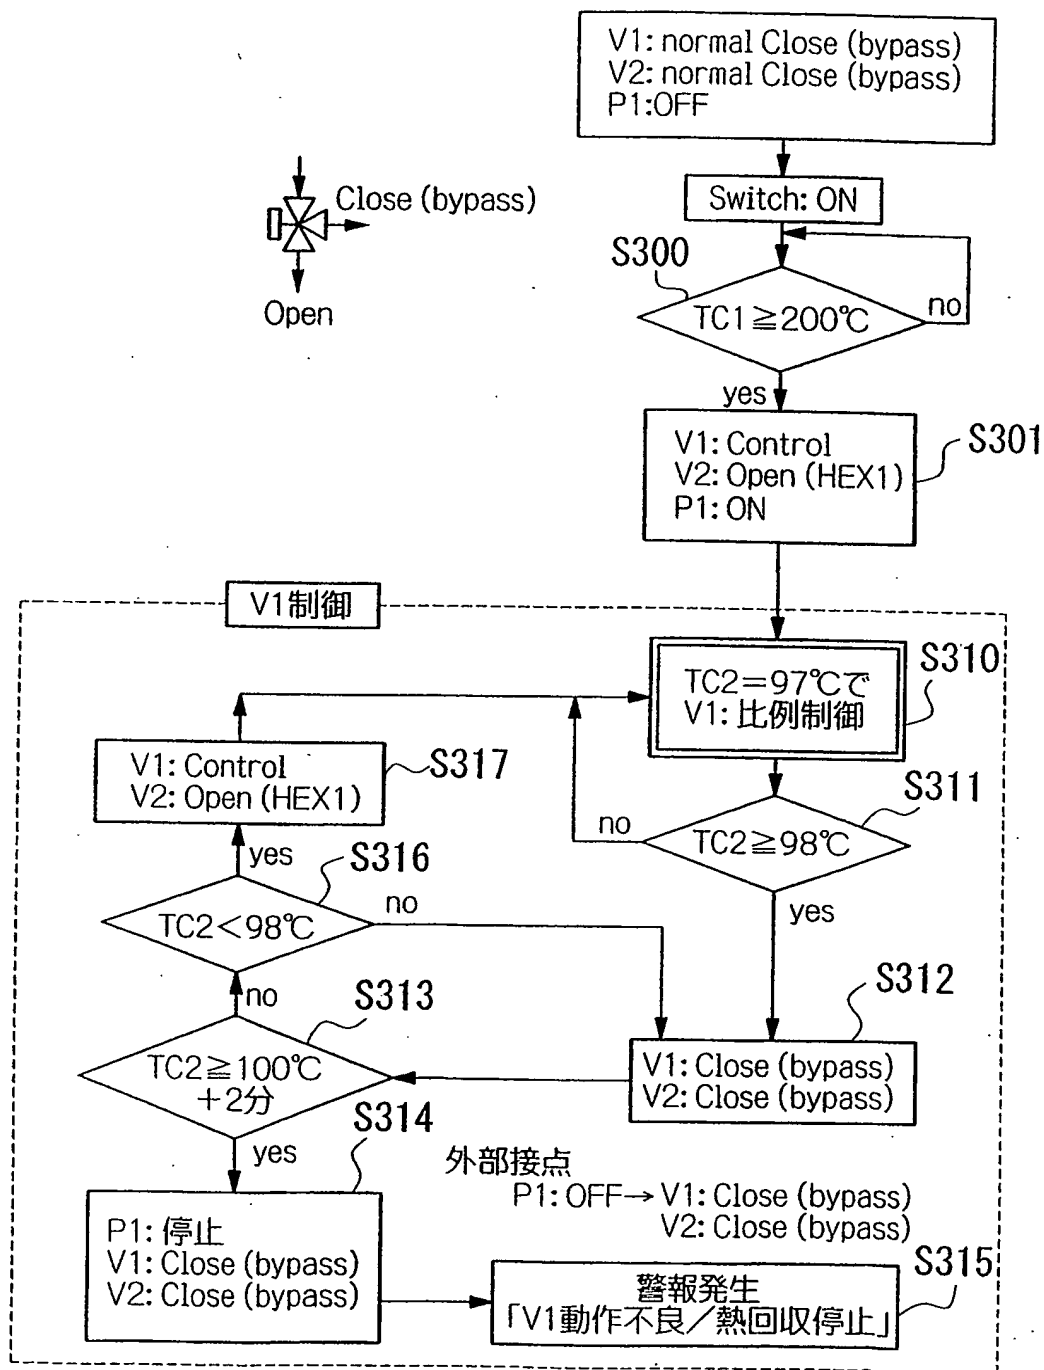 V1: normal Close (bypass)
V2: normal Close (bypass)
P1:OFF
Switch: ON
Close (bypass)
Open
S300
TC1≧200℃
no
yes
V1: Control
V2: Open (HEX1)
P1: ON
S301
V1制御
TC2=97℃で
V1: 比例制御
S310
V1: Control
V2: Open (HEX1)
S317
S311
TC2≧98℃
no
yes
S316
yes
TC2<98℃
no
S312
V1: Close (bypass)
V2: Close (bypass)
S313
no
TC2≧100℃
+2分
yes
S314
P1: 停止
V1: Close (bypass)
V2: Close (bypass)
外部接点
P1: OFF→ V1: Close (bypass)
V2: Close (bypass)
S315
警報発生
「V1動作不良／熱回収停止」